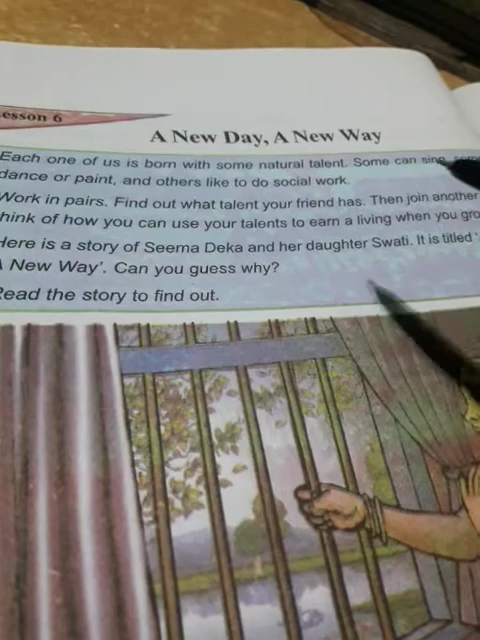 esson 6
A New Day, A New Way
Each one of us is born with some natural talent. Some can sing,
dance or paint, and others like to do social work.
Work in pairs. Find out what talent your friend has. Then join another
hink of how you can use your talents to earn a living when you gro
Here is a story of Seema Deka and her daughter Swati. It is titled '
A New Way'. Can you guess why?
Read the story to find out.